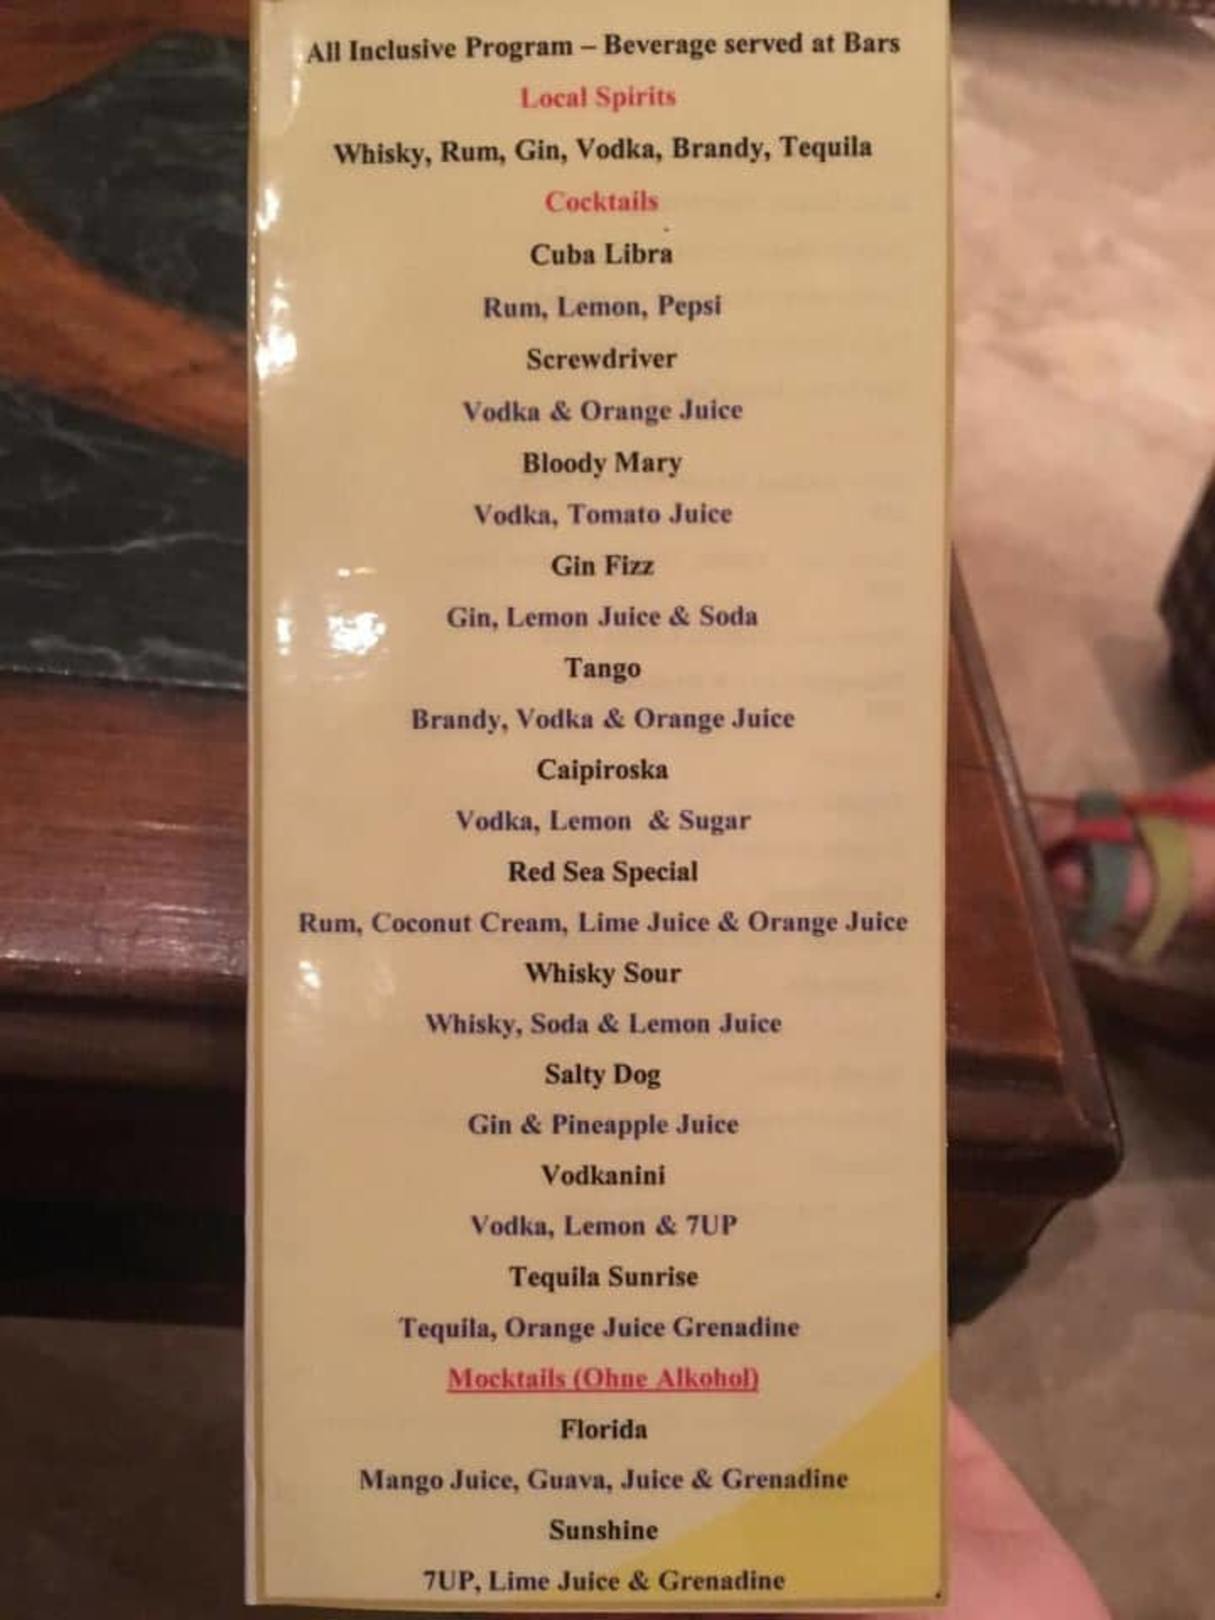 All Inclusive Program – Beverage served at Bars
Local Spirits
Whisky, Rum, Gin, Vodka, Brandy, Tequila
Cocktails
Cuba Libra
Rum, Lemon, Pepsi
Screwdriver
Vodka & Orange Juice
Bloody Mary
Vodka, Tomato Juice
Gin Fizz
Gin, Lemon Juice & Soda
Tango
Brandy, Vodka & Orange Juice
Caipiroska
Vodka, Lemon & Sugar
Red Sea Special
Rum, Coconut Cream, Lime Juice & Orange Juice
Whisky Sour
Whisky, Soda & Lemon Juice
Salty Dog
Gin & Pineapple Juice
Vodkanini
Vodka, Lemon & 7UP
Tequila Sunrise
Tequila, Orange Juice Grenadine
Mocktails (Ohne Alkohol)
Florida
Mango Juice, Guava, Juice & Grenadine
Sunshine
7UP, Lime Juice & Grenadine